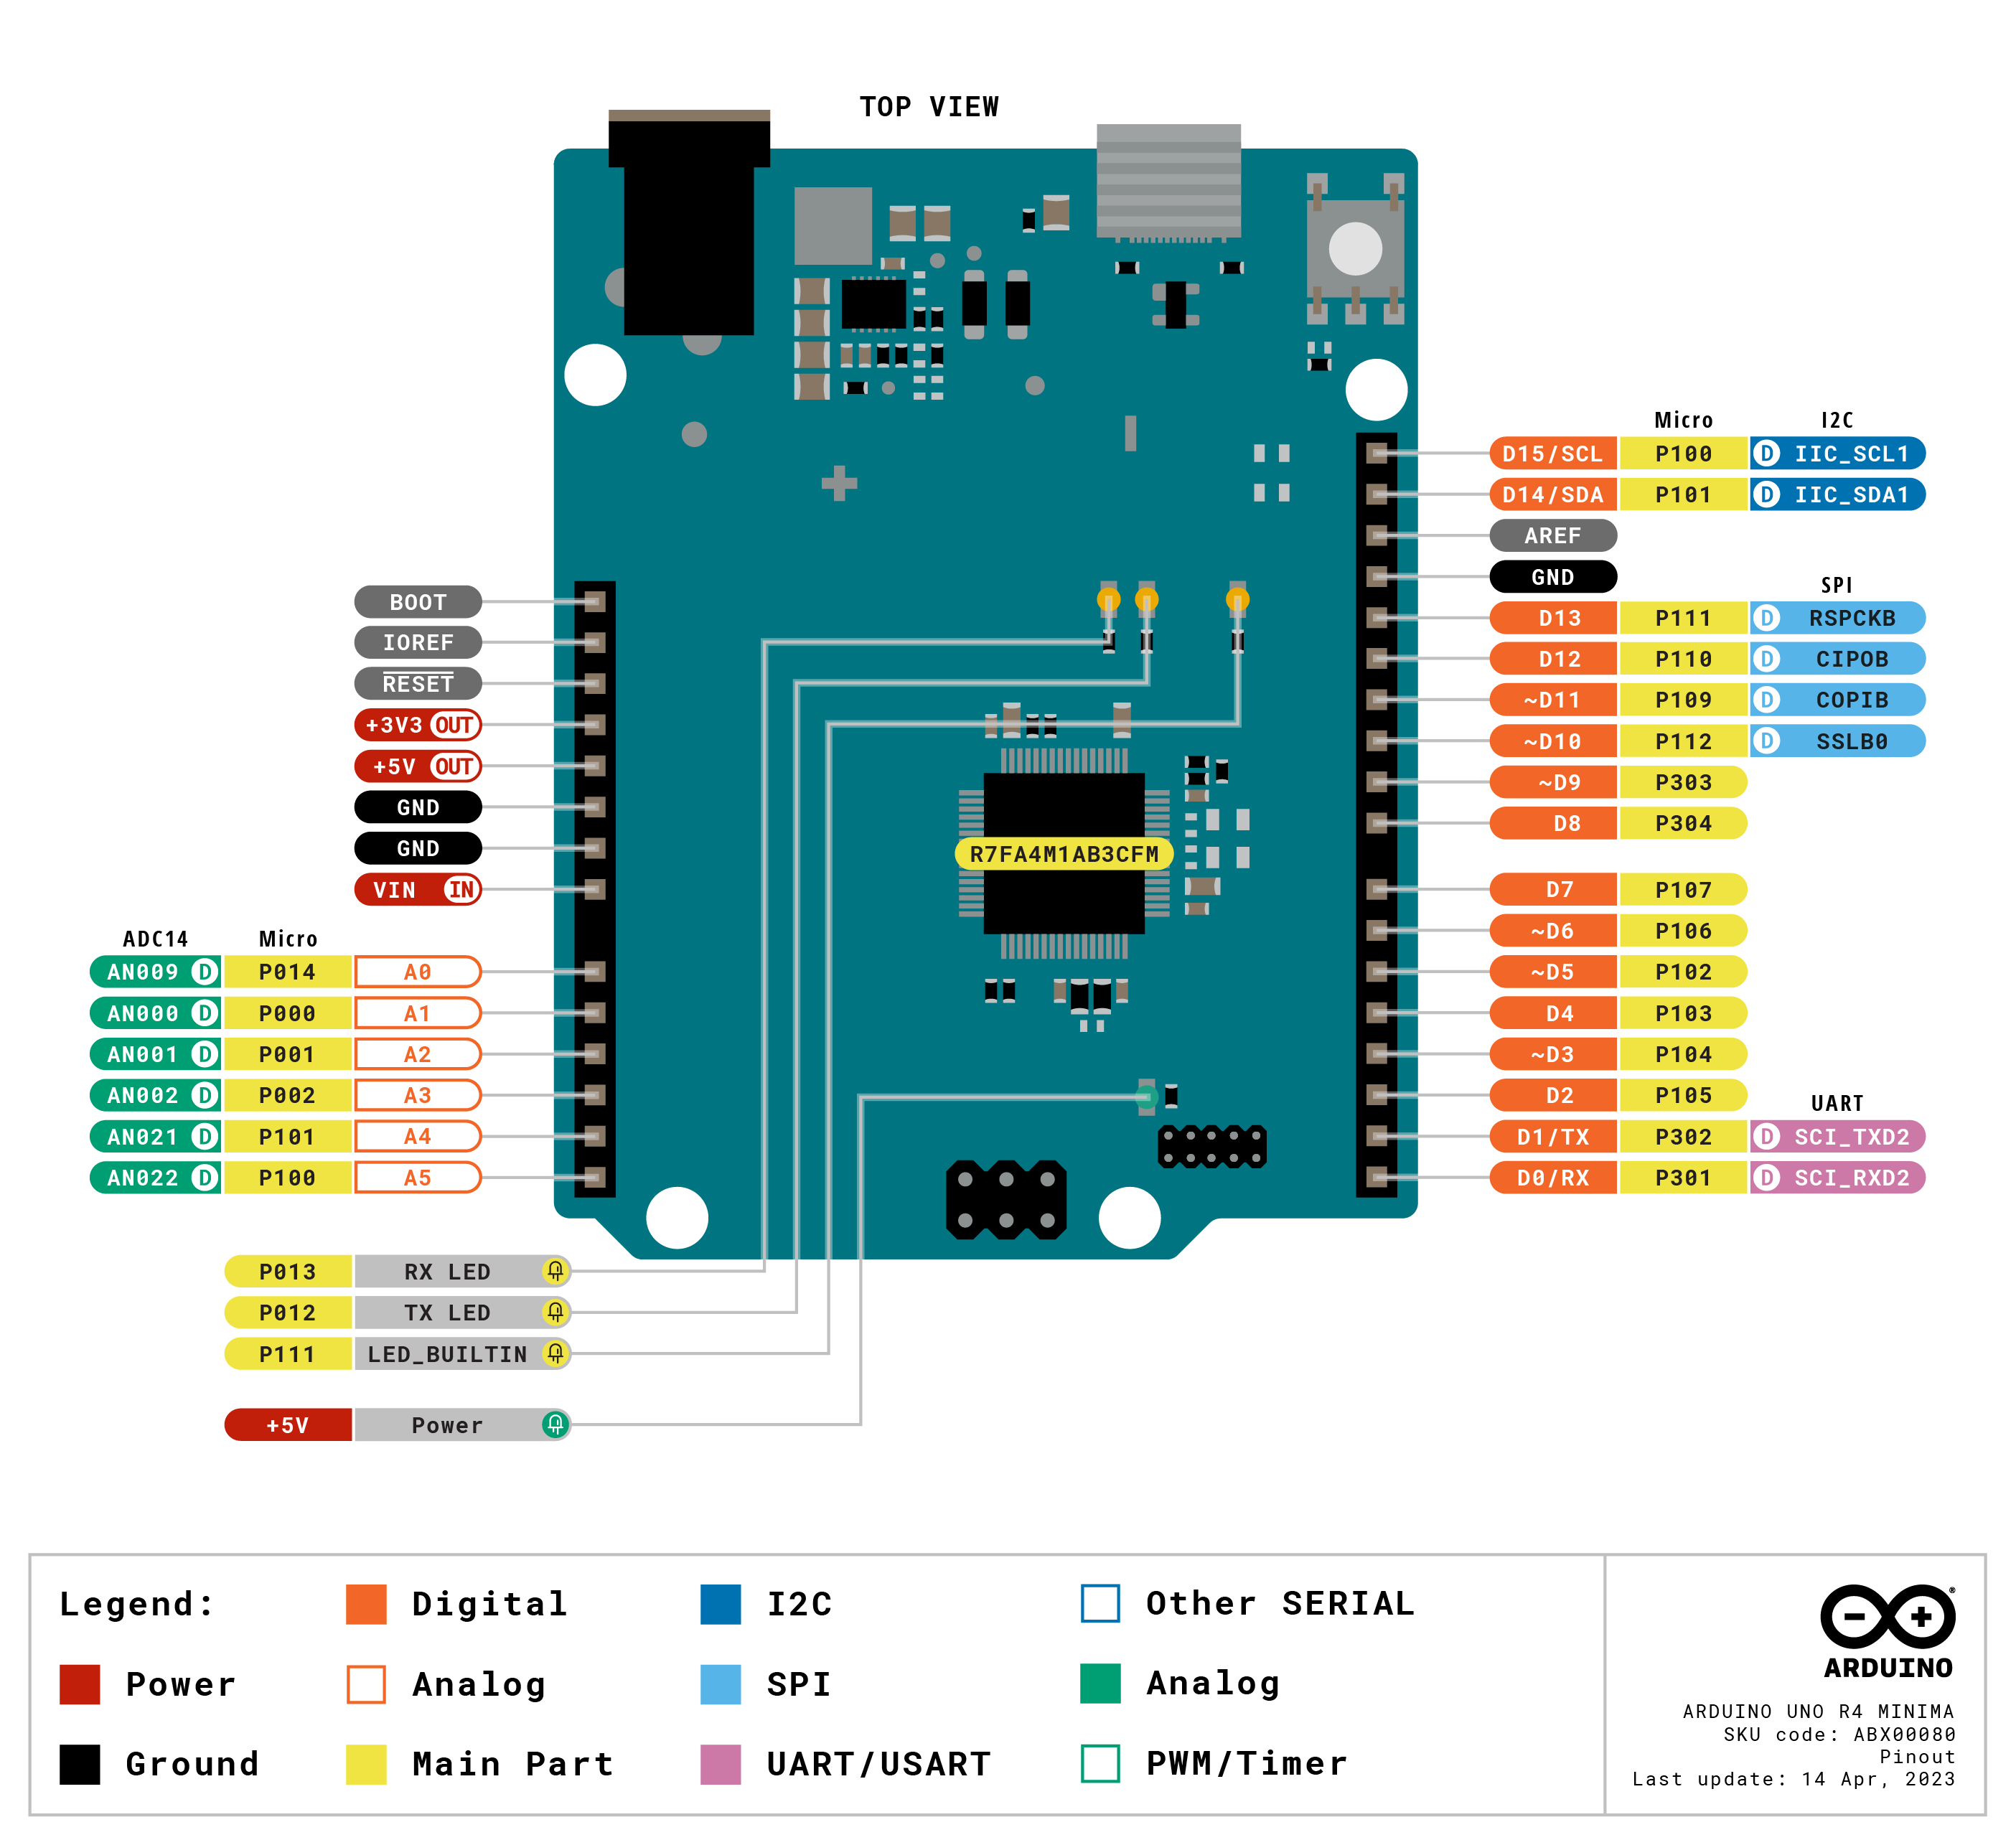 TOP VIEW
Micro I2C
D15/SCL P100 D IIC_SCL1
D14/SDA P101 D IIC_SDA1
AREF
GND
SPI
D13 P111 D RSPCKB
D12 P110 D CIPOB
~D11 P109 D COPIB
~D10 P112 D SSLB0
~D9 P303
D8 P304
D7 P107
~D6 P106
~D5 P102
D4 P103
~D3 P104
D2 P105
UART
D1/TX P302 D SCI_TXD2
D0/RX P301 D SCI_RXD2
BOOT
IOREF
RESET
+3V3 OUT
+5V OUT
GND
GND
VIN IN
ADC14 Micro
AN009 D P014 A0
AN000 D P000 A1
AN001 D P001 A2
AN002 D P002 A3
AN021 D P101 A4
AN022 D P100 A5
R7FA4M1AB3CFM
P013 RX LED
P012 TX LED
P111 LED_BUILTIN
+5V Power
Legend:
Power
Ground
Digital
Analog
Main Part
I2C
SPI
UART/USART
Other SERIAL
Analog
PWM/Timer
ARDUINO
ARDUINO UNO R4 MINIMA
SKU code: ABX00080
Pinout
Last update: 14 Apr, 2023